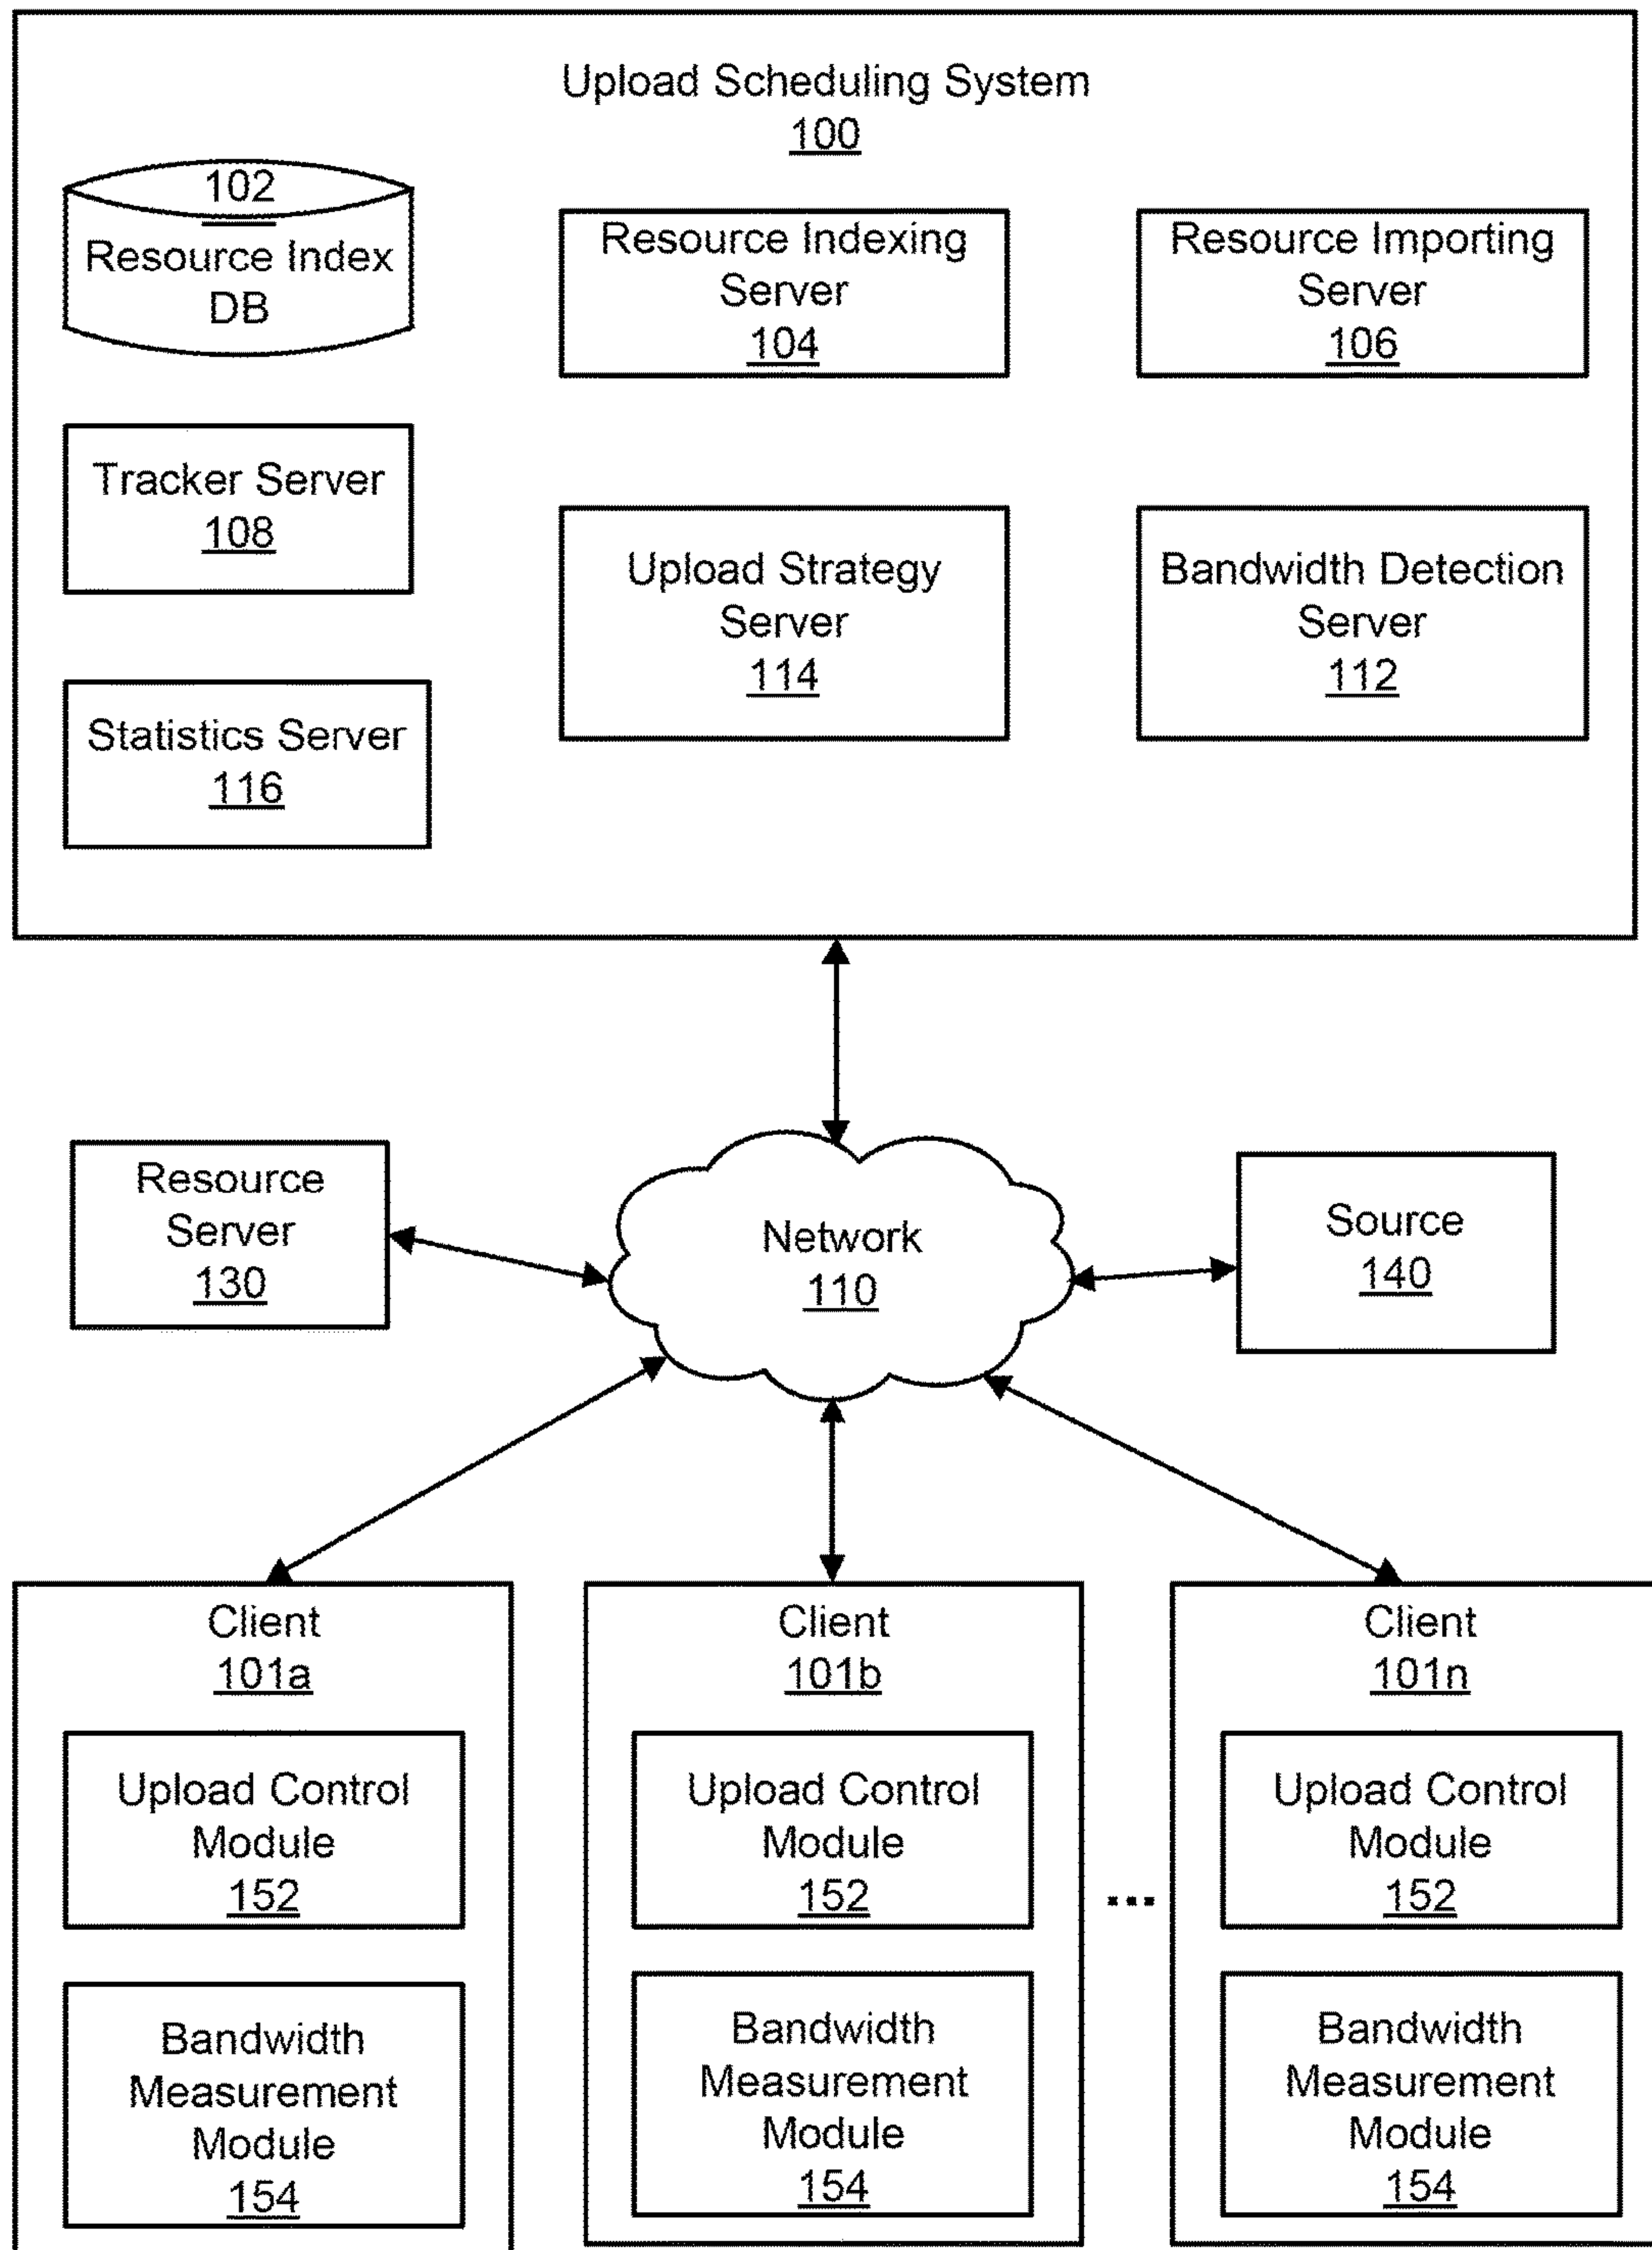 Upload Scheduling System
100
102
Resource Index
DB
Resource Indexing
Server
104
Resource Importing
Server
106
Tracker Server
108
Upload Strategy
Server
114
Bandwidth Detection
Server
112
Statistics Server
116
Resource
Server
130
Network
110
Source
140
Client
101a
Upload Control
Module
152
Bandwidth
Measurement
Module
154
Client
101b
Upload Control
Module
152
Bandwidth
Measurement
Module
154
...
Client
101n
Upload Control
Module
152
Bandwidth
Measurement
Module
154